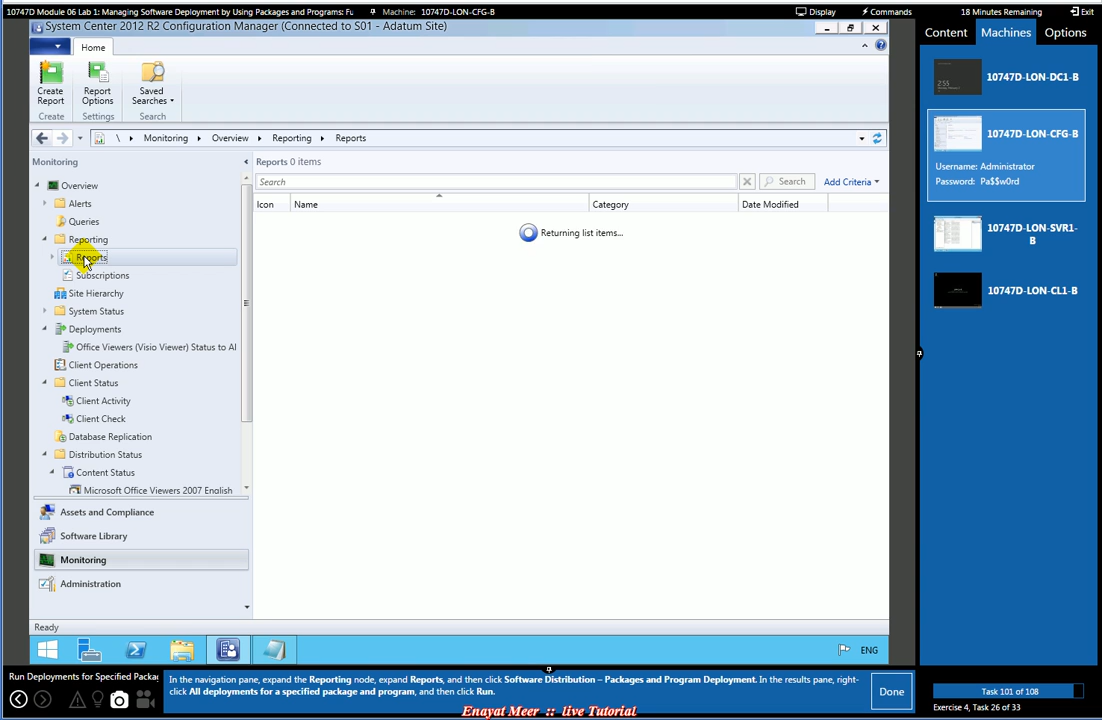 10747D Module 06 Lab 1: Managing Software Deployment by Using Packages and Programs: Fu
Machine: 10747D-LON-CFG-B
Display
Commands
18 Minutes Remaining
Exit
System Center 2012 R2 Configuration Manager (Connected to S01 - Adatum Site)
Home
Create Report
Report Options
Saved Searches
Create
Settings
Search
\ Monitoring Overview Reporting Reports
Monitoring
Overview
Alerts
Queries
Reporting
Reports
Subscriptions
Site Hierarchy
System Status
Deployments
Office Viewers (Visio Viewer) Status to Al
Client Operations
Client Status
Client Activity
Client Check
Database Replication
Distribution Status
Content Status
Microsoft Office Viewers 2007 English
Assets and Compliance
Software Library
Monitoring
Administration
Reports 0 items
Search
Search
Add Criteria
Icon
Name
Category
Date Modified
Returning list items...
Ready
ENG
Content
Machines
Options
10747D-LON-DC1-B
2:55
10747D-LON-CFG-B
Username: Administrator
Password: Pa$$w0rd
10747D-LON-SVR1-
B
10747D-LON-CL1-B
Run Deployments for Specified Packag
In the navigation pane, expand the Reporting node, expand Reports, and then click Software Distribution – Packages and Program Deployment. In the results pane, right-
click All deployments for a specified package and program, and then click Run.
Done
Task 101 of 108
Exercise 4, Task 26 of 33
Enayat Meer :: live Tutorial